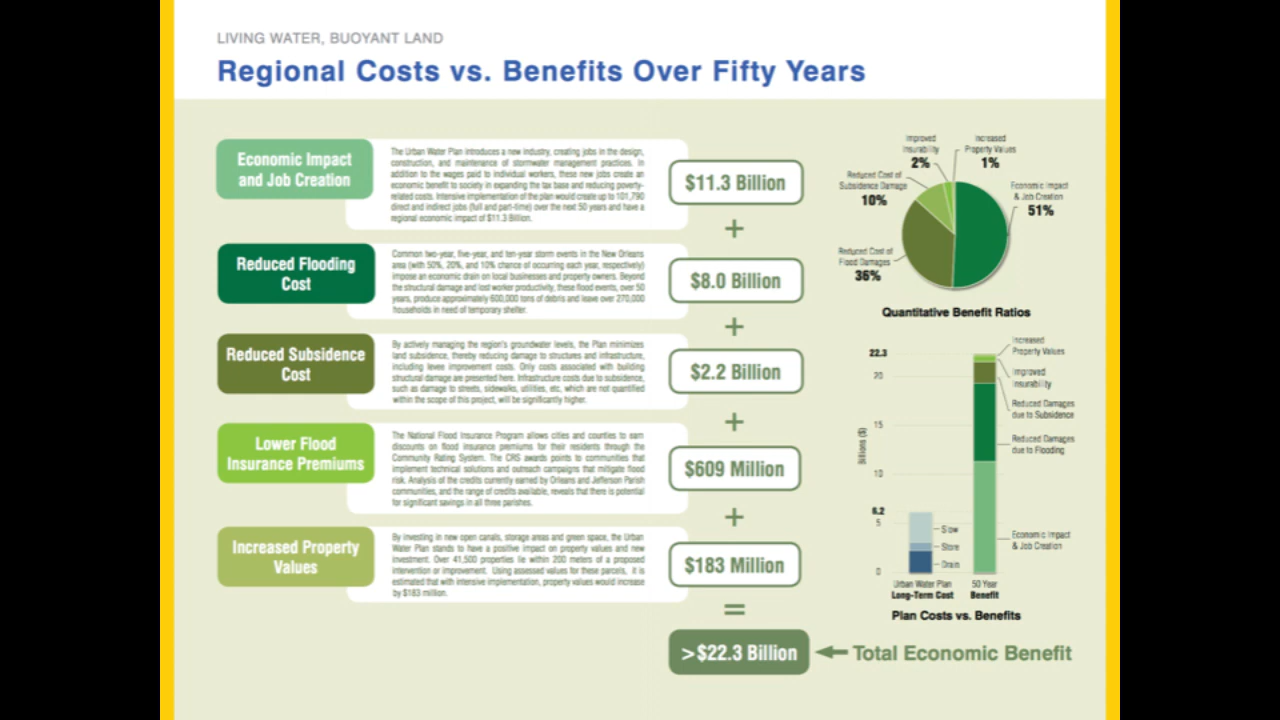 LIVING WATER, BUOYANT LAND
Regional Costs vs. Benefits Over Fifty Years
Economic Impact
and Job Creation
The Urban Water Plan introduces a new industry, creating jobs in the design,
construction, and maintenance of stormwater management practices. In
addition to the wages paid to individual workers, these new jobs create an
economic benefit to society in expanding the tax base and reducing poverty-
related costs. Intensive implementation of the plan would create up to 101,790
direct and indirect jobs (full and part-time) over the next 50 years and have a
regional economic impact of $11.3 Billion.
$11.3 Billion
+
Reduced Flooding
Cost
Common two-year, five-year, and ten-year storm events in the New Orleans
area (with 50%, 20%, and 10% chance of occurring each year, respectively)
impose an economic drain on local businesses and property owners. Beyond
the structural damage and lost worker productivity, these flood events, over 50
years, produce approximately 600,000 tons of debris and leave over 270,000
households in need of temporary shelter.
$8.0 Billion
+
Reduced Subsidence
Cost
By actively managing the region's groundwater levels, the Plan minimizes
land subsidence, thereby reducing damage to structures and infrastructure,
including levee improvement costs. Only costs associated with building
structural damage are presented here. Infrastructure costs due to subsidence,
such as damage to streets, sidewalks, utilities, etc, which are not quantified
within the scope of this project, will be significantly higher.
$2.2 Billion
+
Lower Flood
Insurance Premiums
The National Flood Insurance Program allows cities and counties to earn
discounts on flood insurance premiums for their residents through the
Community Rating System. The CRS awards points to communities that
implement technical solutions and outreach campaigns that mitigate flood
risk. Analysis of the credits currently earned by Orleans and Jefferson Parish
communities, and the range of credits available, reveals that there is potential
for significant savings in all three parishes.
$609 Million
+
Increased Property
Values
By investing in new open canals, storage areas and green space, the Urban
Water Plan stands to have a positive impact on property values and new
investment. Over 41,500 properties lie within 200 meters of a proposed
intervention or improvement. Using assessed values for these parcels, it is
estimated that with intensive implementation, property values would increase
by $183 million.
$183 Million
=
>$22.3 Billion
Total Economic Benefit
Improved
Insurability
2%
Increased
Property Values
1%
Reduced Cost of
Subsidence Damage
10%
Economic Impact
& Job Creation
51%
Reduced Cost of
Flood Damages
36%
Quantitative Benefit Ratios
22.3
20
15
10
6.2
5
0
Billions ($)
Increased
Property Values
Improved
Insurability
Reduced Damages
due to Subsidence
Reduced Damages
due to Flooding
Economic Impact
& Job Creation
Slow
Store
Drain
Urban Water Plan
Long-Term Cost
50 Year
Benefit
Plan Costs vs. Benefits